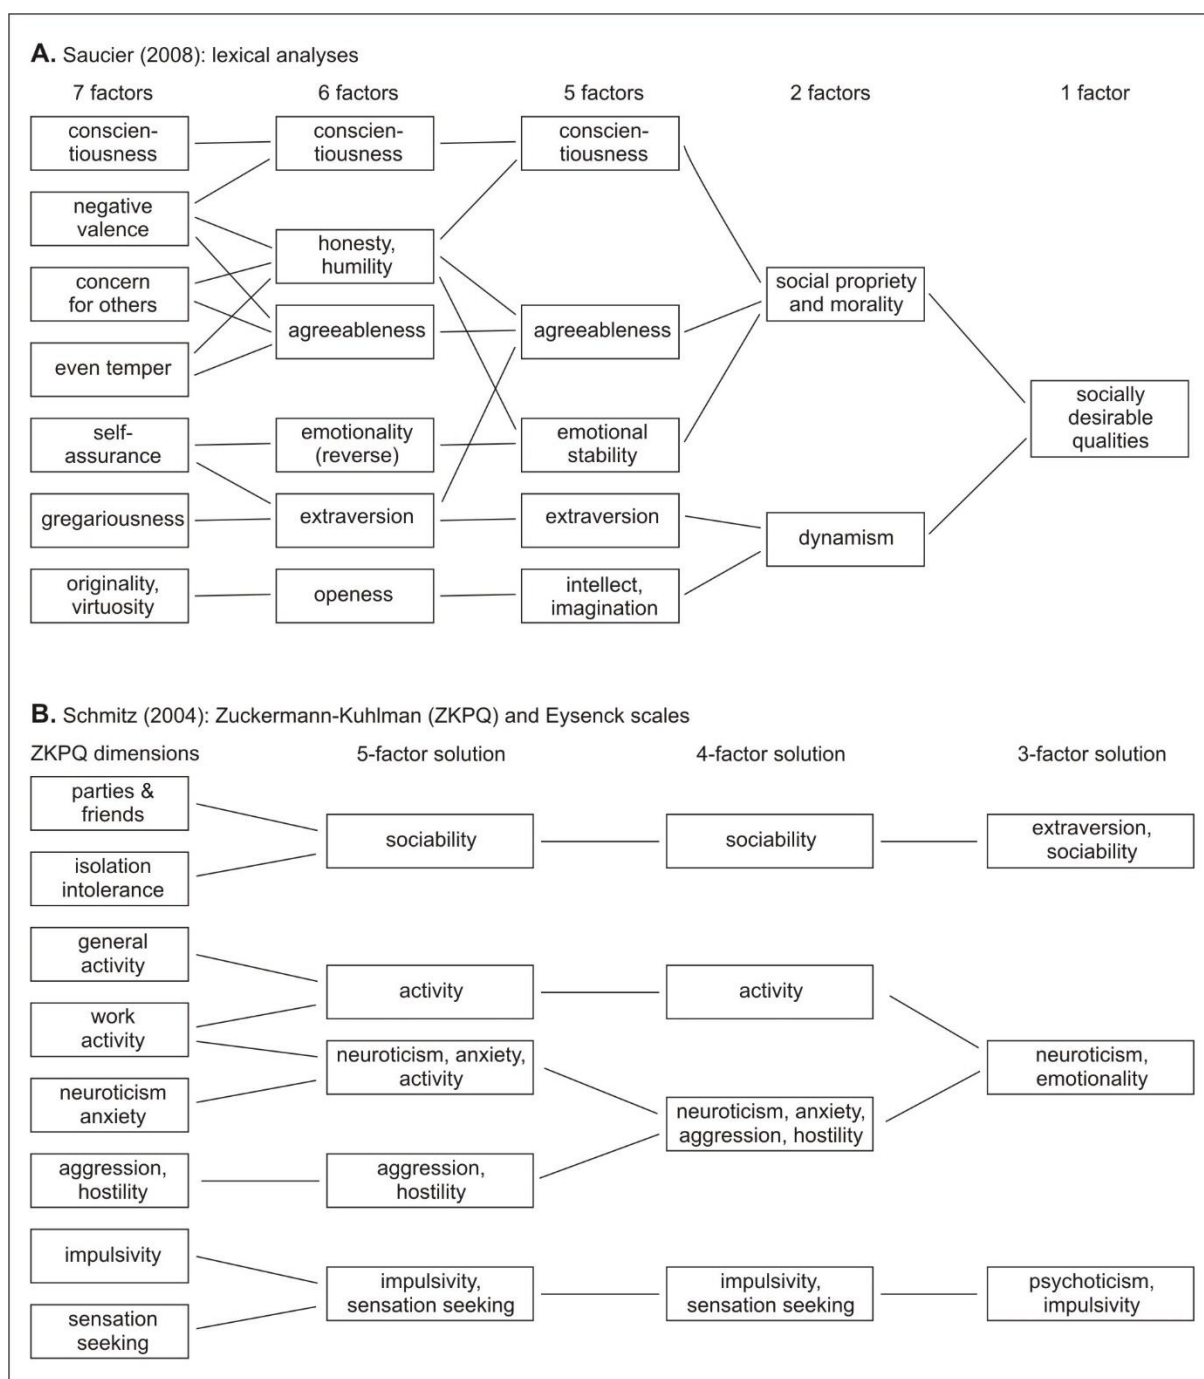 A. Saucier (2008): lexical analyses
7 factors
6 factors
5 factors
2 factors
1 factor
conscien-
tiousness
negative
valence
concern
for others
even temper
self-
assurance
gregariousness
originality,
virtuosity
conscien-
tiousness
honesty,
humility
agreeableness
emotionality
(reverse)
extraversion
openess
conscien-
tiousness
agreeableness
emotional
stability
extraversion
intellect,
imagination
social propriety
and morality
dynamism
socially
desirable
qualities
B. Schmitz (2004): Zuckermann-Kuhlman (ZKPQ) and Eysenck scales
ZKPQ dimensions
5-factor solution
4-factor solution
3-factor solution
parties &
friends
isolation
intolerance
general
activity
work
activity
neuroticism
anxiety
aggression,
hostility
impulsivity
sensation
seeking
sociability
activity
neuroticism, anxiety,
activity
aggression,
hostility
impulsivity,
sensation seeking
sociability
activity
neuroticism, anxiety,
aggression, hostility
impulsivity,
sensation seeking
extraversion,
sociability
neuroticism,
emotionality
psychoticism,
impulsivity